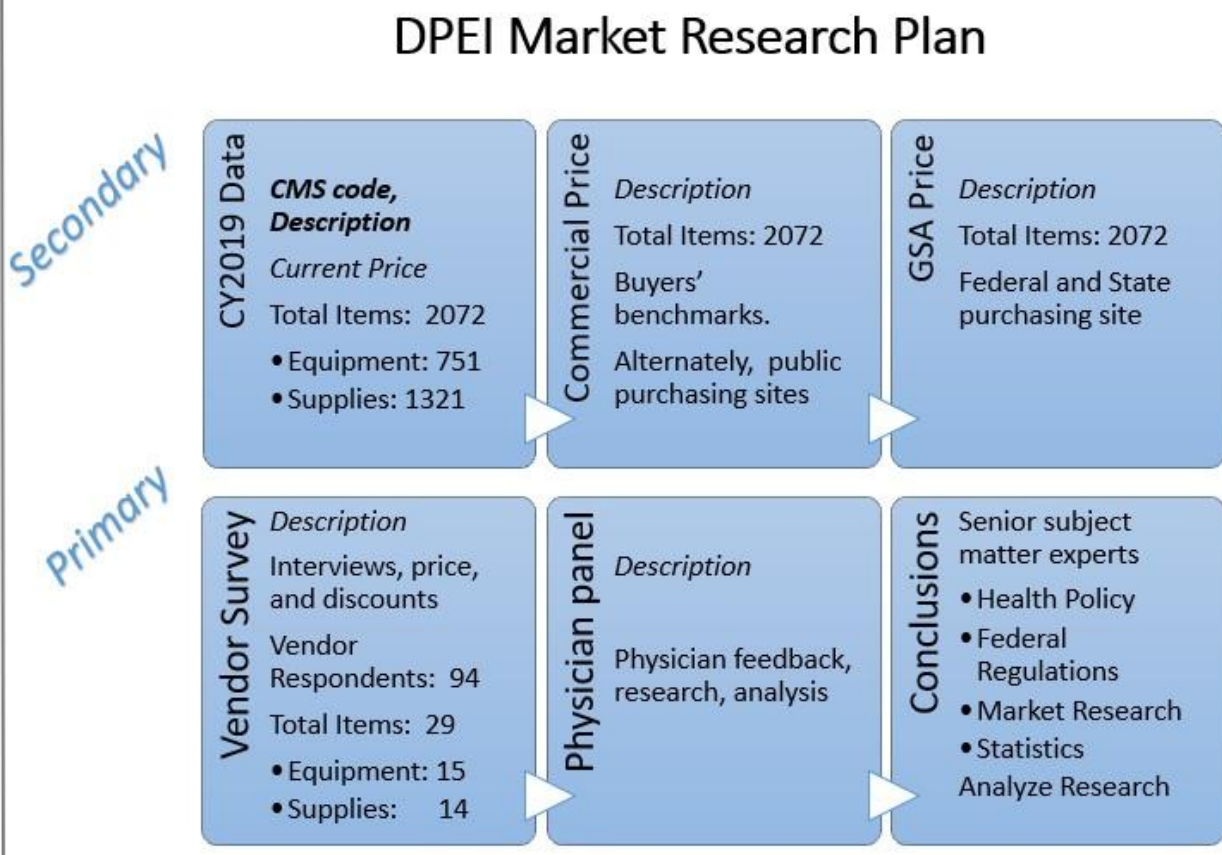 DPEI Market Research Plan
Secondary
CY2019 Data
CMS code,
Description
Current Price
Total Items: 2072
• Equipment: 751
• Supplies: 1321
Commercial Price
Description
Total Items: 2072
Buyers'
benchmarks.
Alternately, public
purchasing sites
GSA Price
Description
Total Items: 2072
Federal and State
purchasing site
Primary
Vendor Survey
Description
Interviews, price,
and discounts
Vendor
Respondents: 94
Total Items: 29
• Equipment: 15
• Supplies: 14
Physician panel
Description
Physician feedback,
research, analysis
Conclusions
Senior subject
matter experts
• Health Policy
• Federal
Regulations
• Market Research
• Statistics
Analyze Research